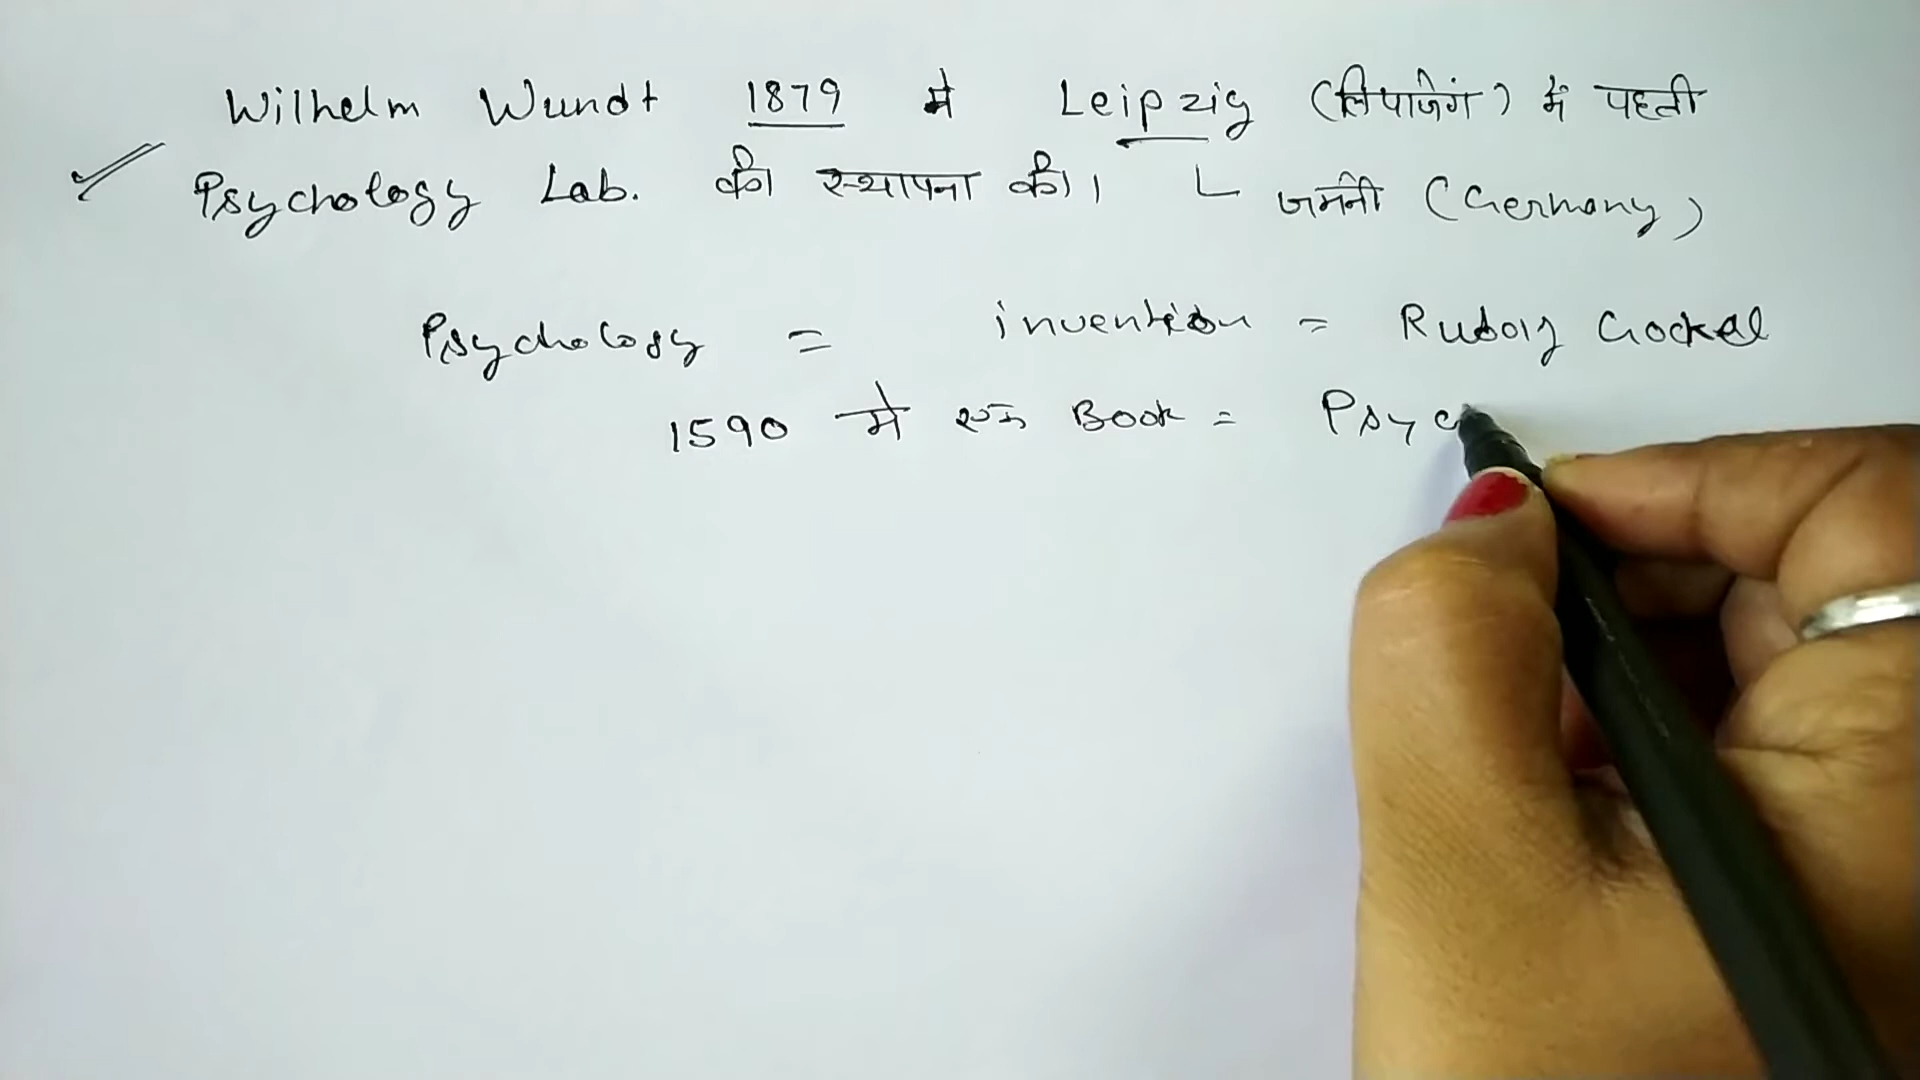 Wilhelm Wundt 1879 मे Leipzig (लिपाजिग) में पहली
Psychology Lab. की स्थापना की। जर्मनी (Germany)
Psychology = invention = Rudolf Gockel
1590 मे एक Book = Psyc